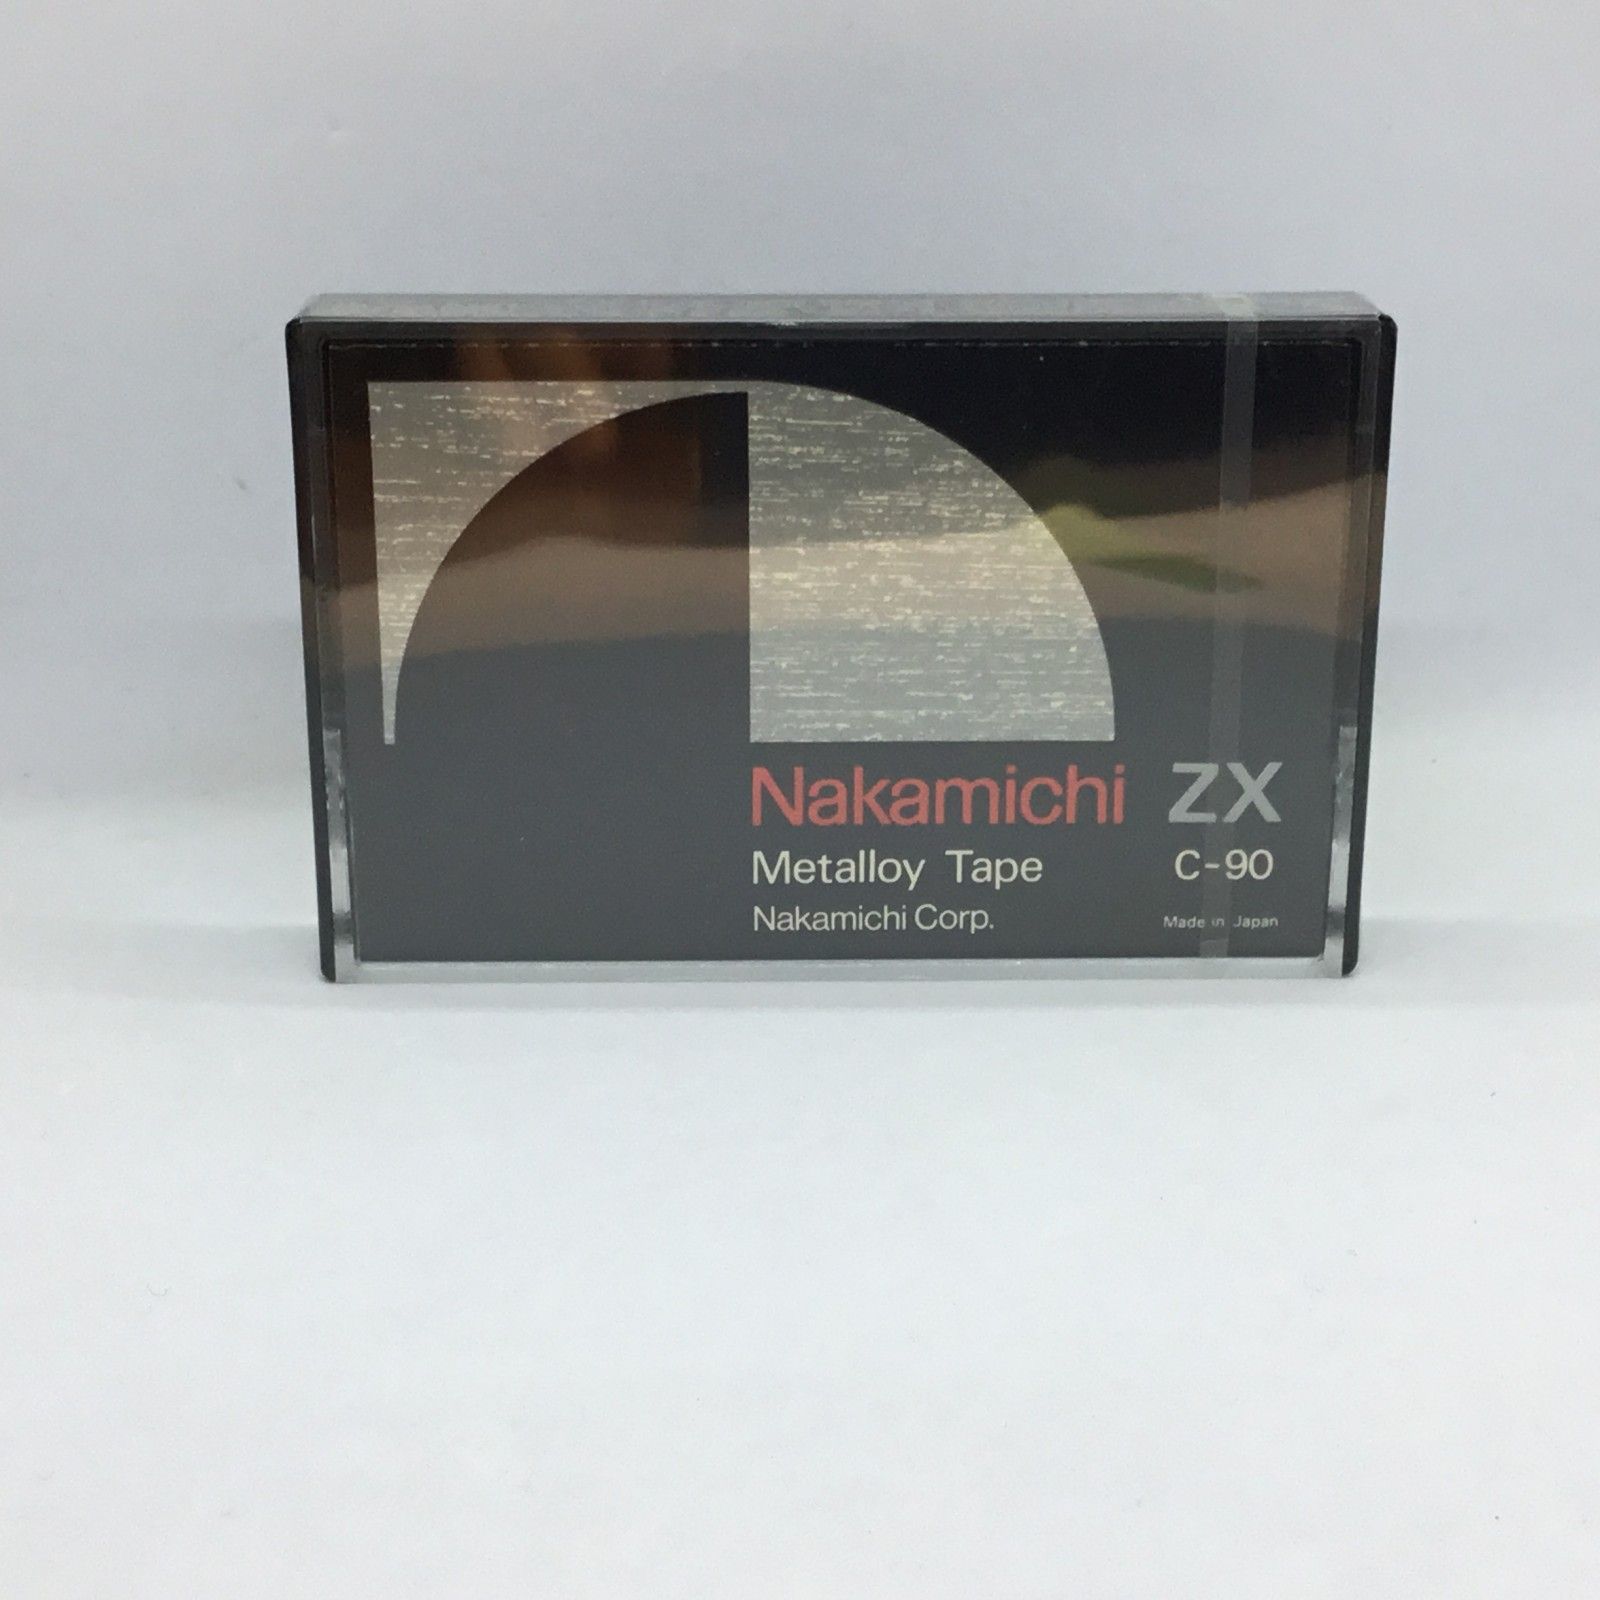 Nakamichi ZX
Metalloy Tape C-90
Nakamichi Corp. Made in Japan